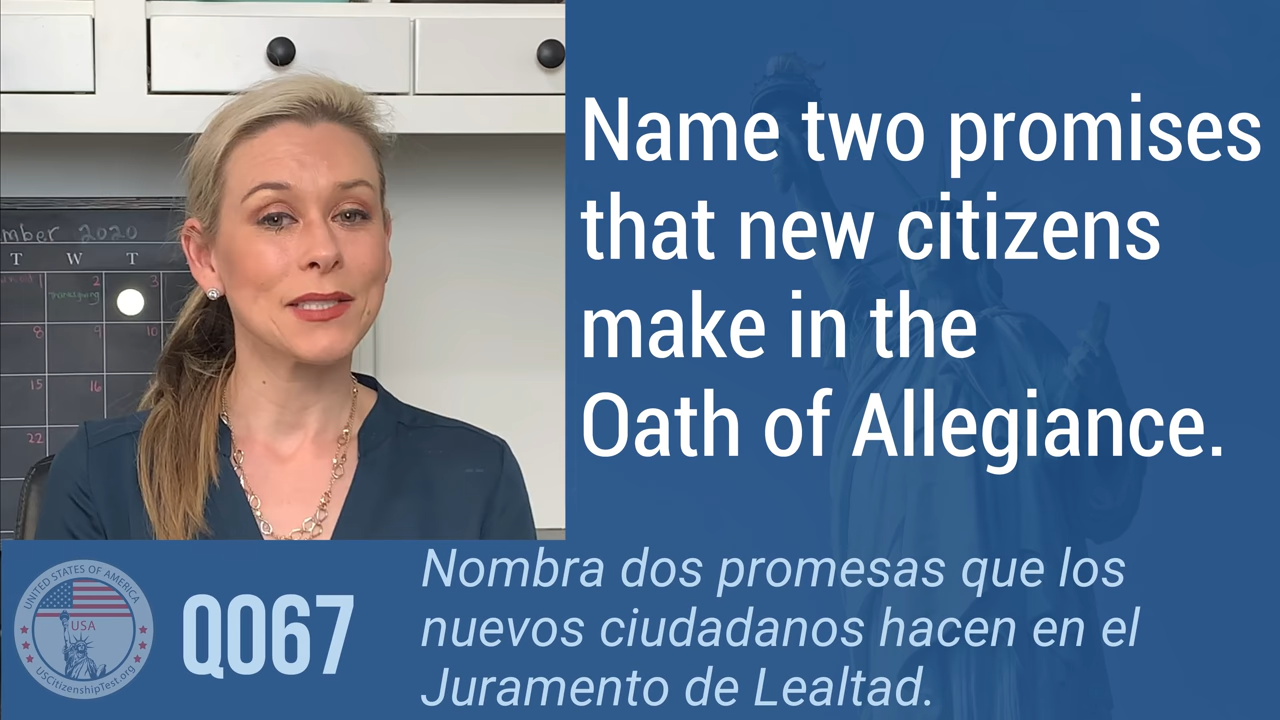 mber 2020
T W T
1 2 3
8 9 10
15 16
22
Name two promises
that new citizens
make in the
Oath of Allegiance.
UNITED STATES OF AMERICA
USA
USCitizenshipTest.org
Q067
Nombra dos promesas que los
nuevos ciudadanos hacen en el
Juramento de Lealtad.